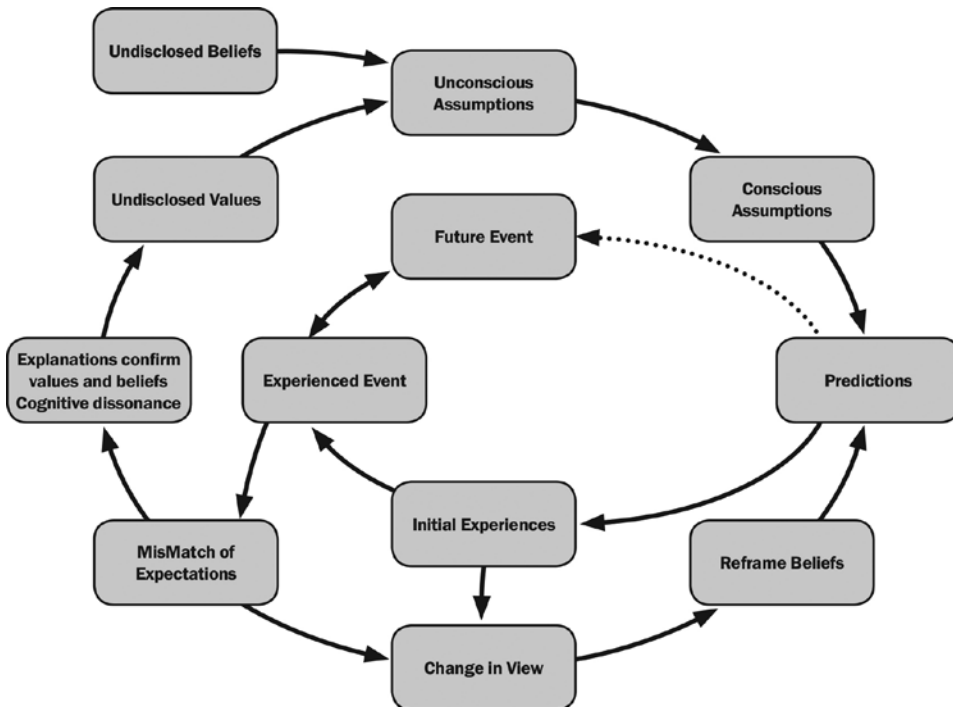 Undisclosed Beliefs
Unconscious
Assumptions
Undisclosed Values
Conscious
Assumptions
Future Event
Explanations confirm
values and beliefs
Cognitive dissonance
Experienced Event
Predictions
Initial Experiences
MisMatch of
Expectations
Reframe Beliefs
Change in View